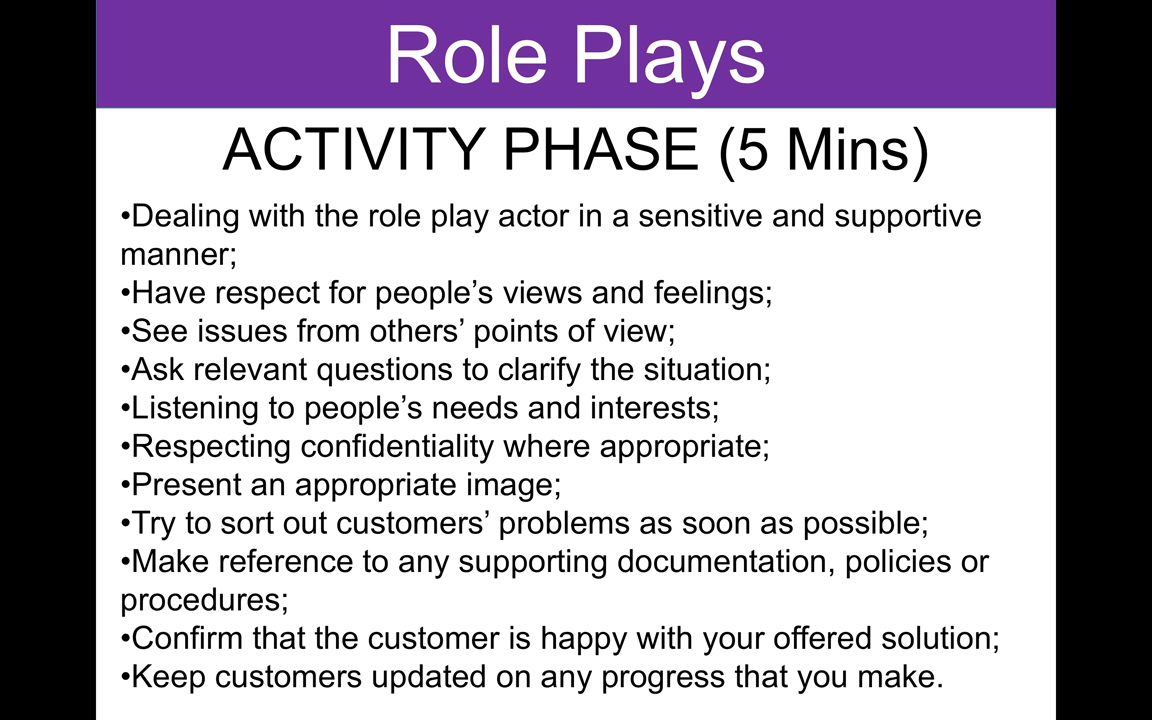 Role Plays
ACTIVITY PHASE (5 Mins)
•Dealing with the role play actor in a sensitive and supportive
manner;
•Have respect for people’s views and feelings;
•See issues from others’ points of view;
•Ask relevant questions to clarify the situation;
•Listening to people’s needs and interests;
•Respecting confidentiality where appropriate;
•Present an appropriate image;
•Try to sort out customers’ problems as soon as possible;
•Make reference to any supporting documentation, policies or
procedures;
•Confirm that the customer is happy with your offered solution;
•Keep customers updated on any progress that you make.